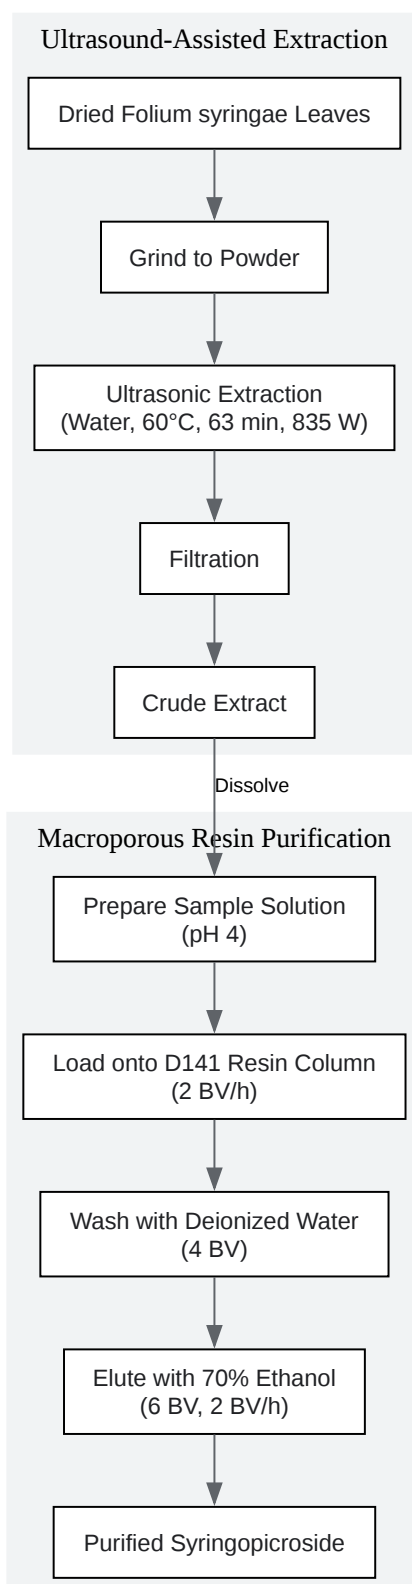 Ultrasound-Assisted Extraction
Dried Folium syringae Leaves
Grind to Powder
Ultrasonic Extraction
(Water, 60°C, 63 min, 835 W)
Filtration
Crude Extract
Dissolve
Macroporous Resin Purification
Prepare Sample Solution
(pH 4)
Load onto D141 Resin Column
(2 BV/h)
Wash with Deionized Water
(4 BV)
Elute with 70% Ethanol
(6 BV, 2 BV/h)
Purified Syringopicroside